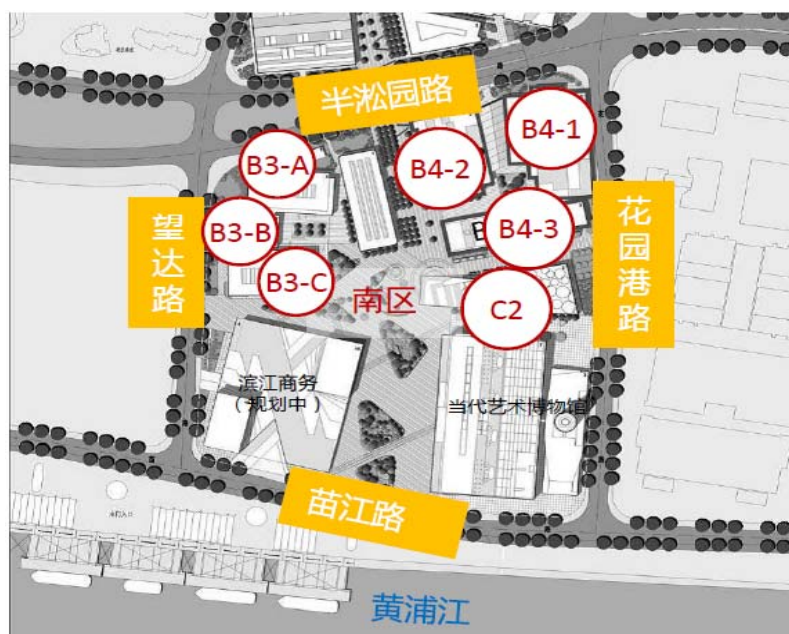 半淞园路
B4-1
B3-A
B4-2
望达路
B3-B
B4-3
花园港路
B3-C
南区
C2
滨江商务
（规划中）
当代艺术博物馆
苗江路
黄浦江